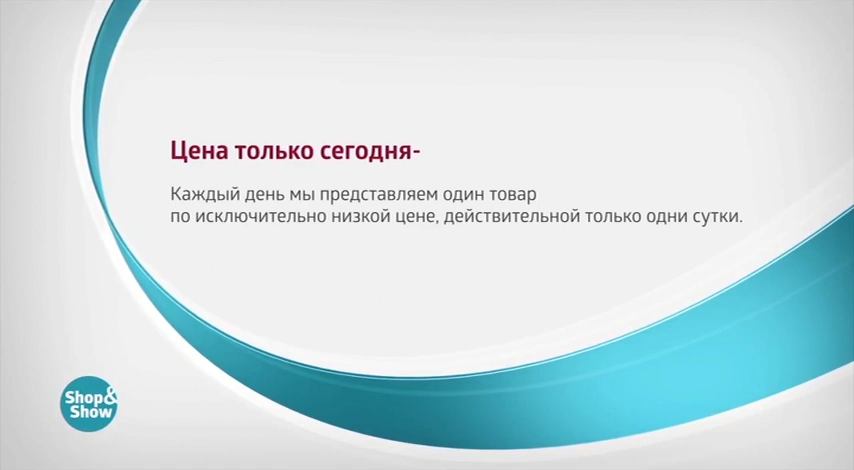 Цена только сегодня-
Каждый день мы представляем один товар
по исключительно низкой цене, действительной только одни сутки.
Shop&
Show